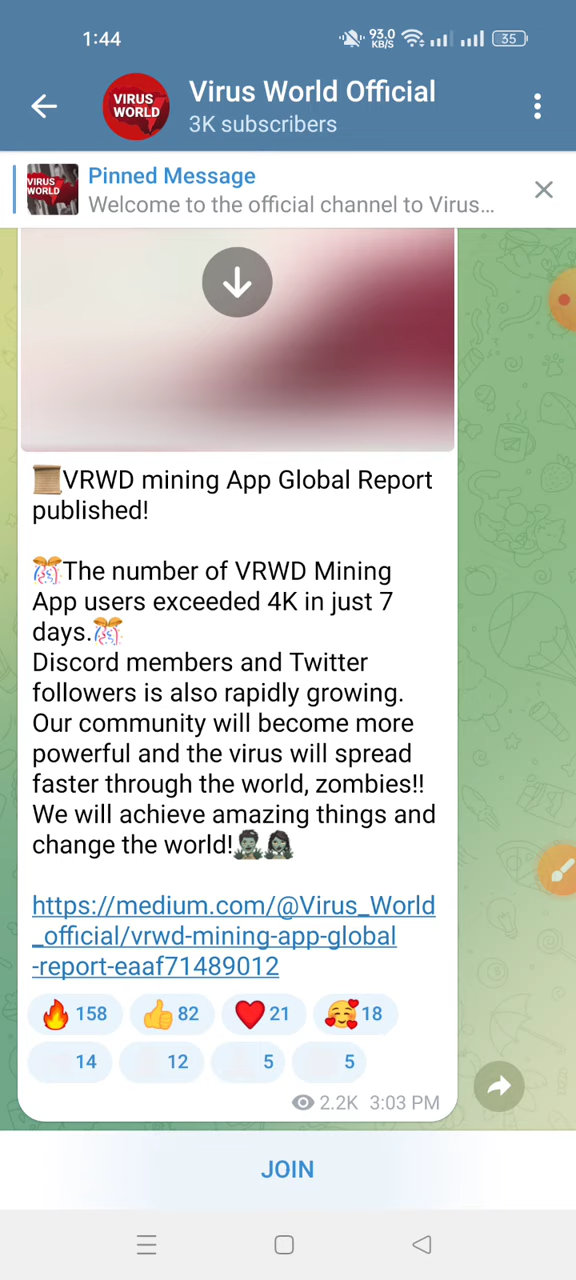 1:44
93.0
KB/S
35
VIRUS
WORLD
Virus World Official
3K subscribers
VIRUS
WORLD
Pinned Message
Welcome to the official channel to Virus...
VRWD mining App Global Report
published!
The number of VRWD Mining
App users exceeded 4K in just 7
days.
Discord members and Twitter
followers is also rapidly growing.
Our community will become more
powerful and the virus will spread
faster through the world, zombies!!
We will achieve amazing things and
change the world!
https://medium.com/@Virus_World
_official/vrwd-mining-app-global
-report-eaaf71489012
158 82 21 18
14 12 5 5
2.2K 3:03 PM
JOIN